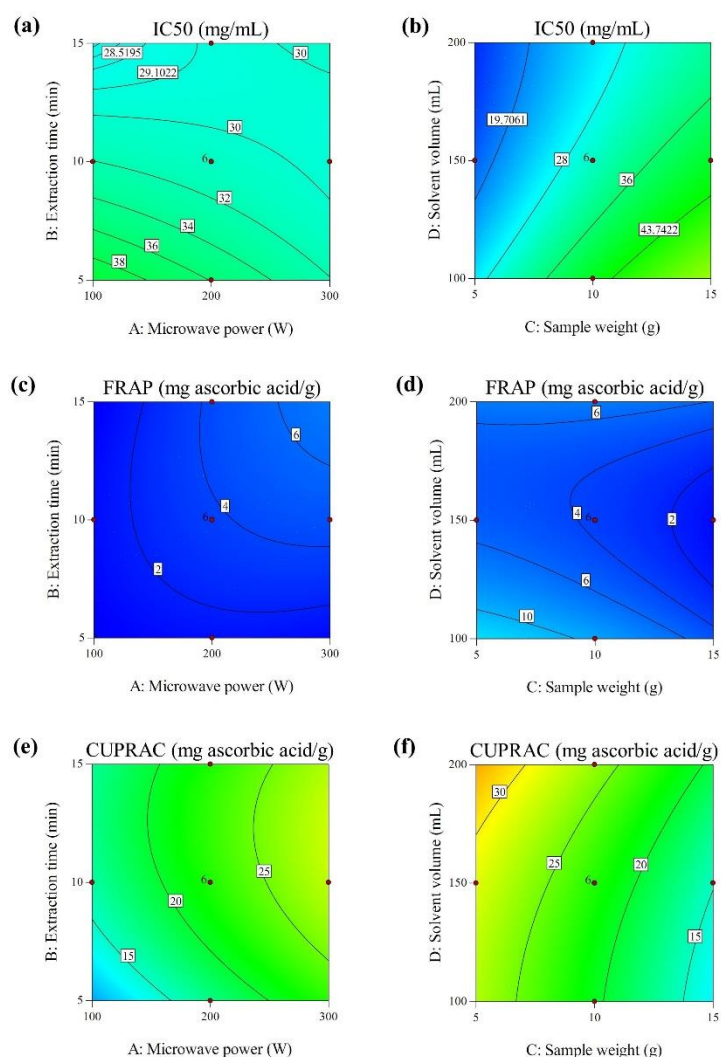 (a)
IC50 (mg/mL)
15
28.5195
29.1022
30
30
10
6
32
34
36
38
5
100
200
300
B: Extraction time (min)
A: Microwave power (W)
(b)
IC50 (mg/mL)
200
19.7061
150
28
6
36
43.7422
100
5
10
15
D: Solvent volume (mL)
C: Sample weight (g)
(c)
FRAP (mg ascorbic acid/g)
15
6
4
10
6
2
5
100
200
300
B: Extraction time (min)
A: Microwave power (W)
(d)
FRAP (mg ascorbic acid/g)
200
6
150
4
6
2
6
10
100
5
10
15
D: Solvent volume (mL)
C: Sample weight (g)
(e)
CUPRAC (mg ascorbic acid/g)
15
25
10
6
20
15
5
100
200
300
B: Extraction time (min)
A: Microwave power (W)
(f)
CUPRAC (mg ascorbic acid/g)
200
30
25
20
150
6
15
100
5
10
15
D: Solvent volume (mL)
C: Sample weight (g)